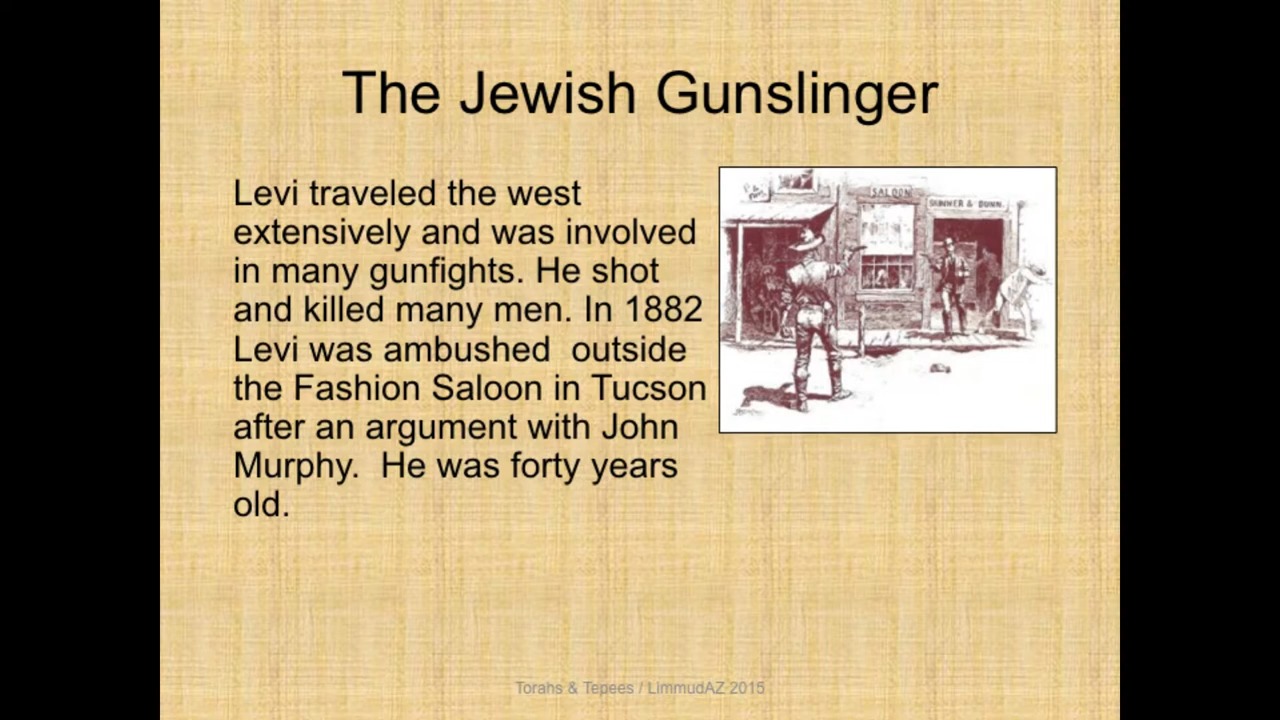 The Jewish Gunslinger
Levi traveled the west
extensively and was involved
in many gunfights. He shot
and killed many men. In 1882
Levi was ambushed  outside
the Fashion Saloon in Tucson
after an argument with John
Murphy.  He was forty years
old.
SALOON
Torahs & Tepees / LimmudAZ 2015